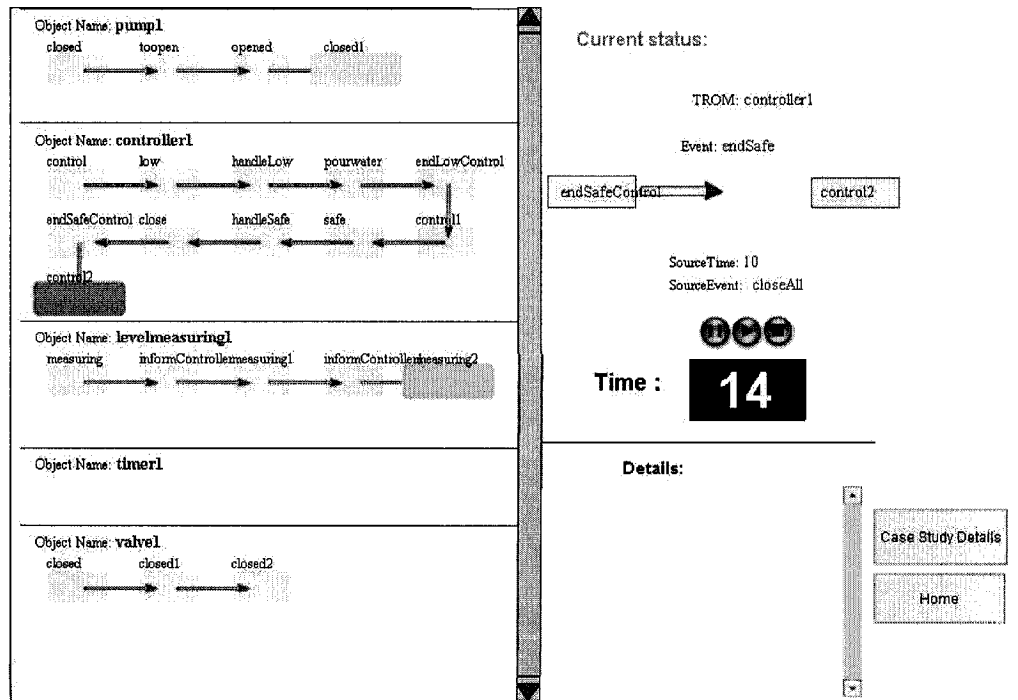 Object Name: pump1
closed toopen opened closed1
Object Name: controller1
control low handleLow pourwater endLowControl
endSafeControl close handleSafe safe control1
control2
Object Name: levelmeasuring1
measuring informController measuring1 informController measuring2
Object Name: timer1
Object Name: valve1
closed closed1 closed2
Current status:
TROM: controller1
Event: endSafe
endSafeControl control2
SourceTime: 10
SourceEvent: closeAll
Time : 14
Details:
Case Study Details
Home